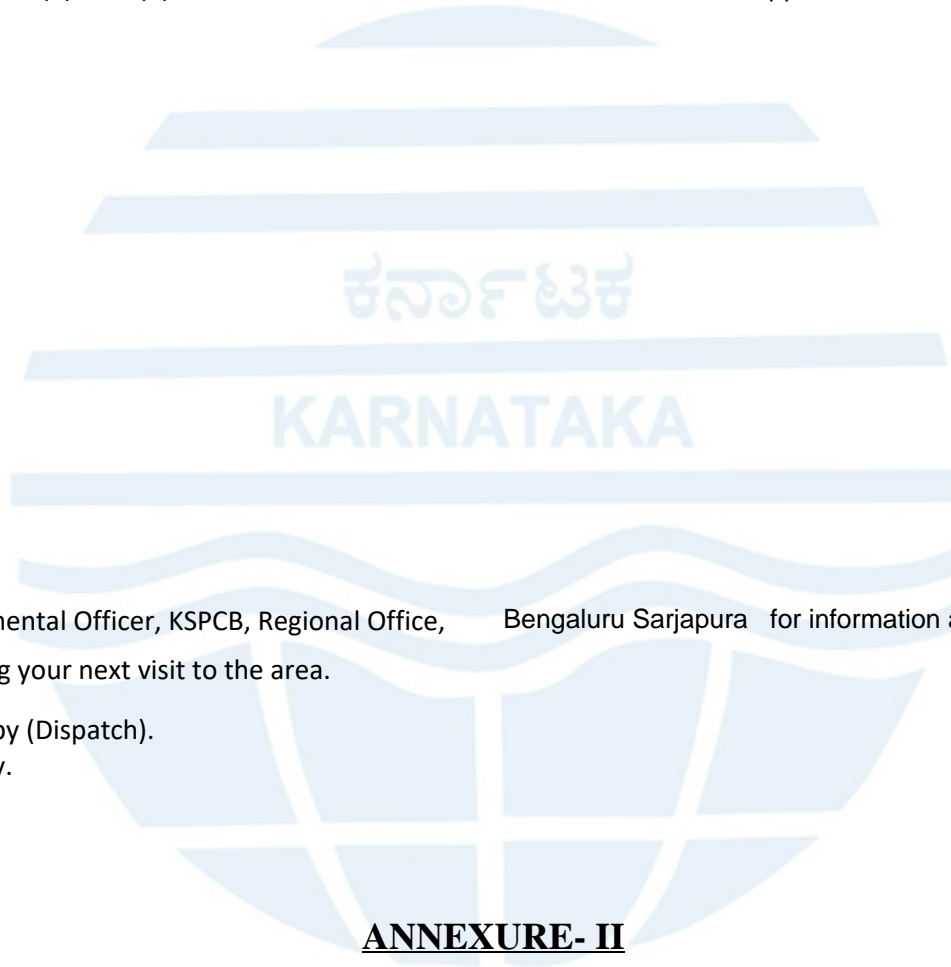 ಕರ್ನಾಟಕ
KARNATAKA
mental Officer, KSPCB, Regional Office, Bengaluru Sarjapura for information a
g your next visit to the area.
py (Dispatch).
y.
ANNEXURE- II